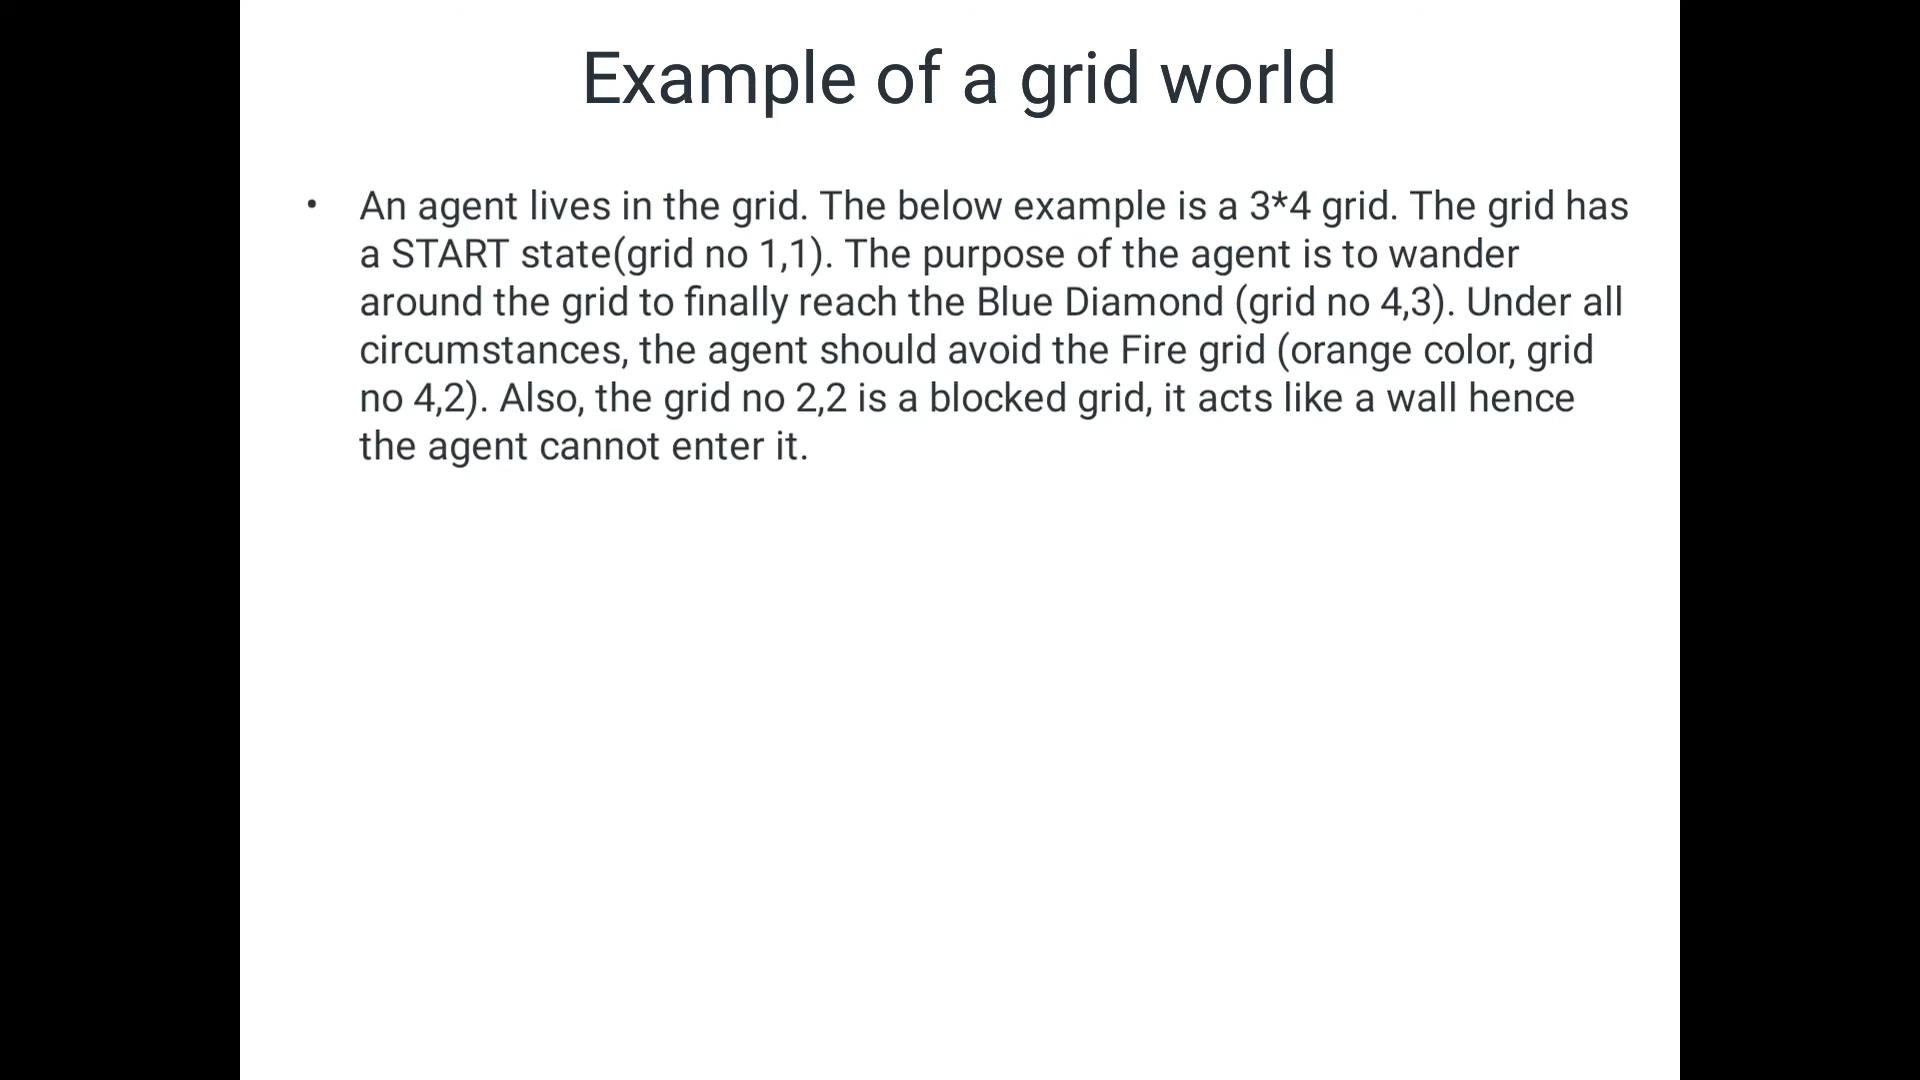 Example of a grid world
• An agent lives in the grid. The below example is a 3*4 grid. The grid has
a START state(grid no 1,1). The purpose of the agent is to wander
around the grid to finally reach the Blue Diamond (grid no 4,3). Under all
circumstances, the agent should avoid the Fire grid (orange color, grid
no 4,2). Also, the grid no 2,2 is a blocked grid, it acts like a wall hence
the agent cannot enter it.